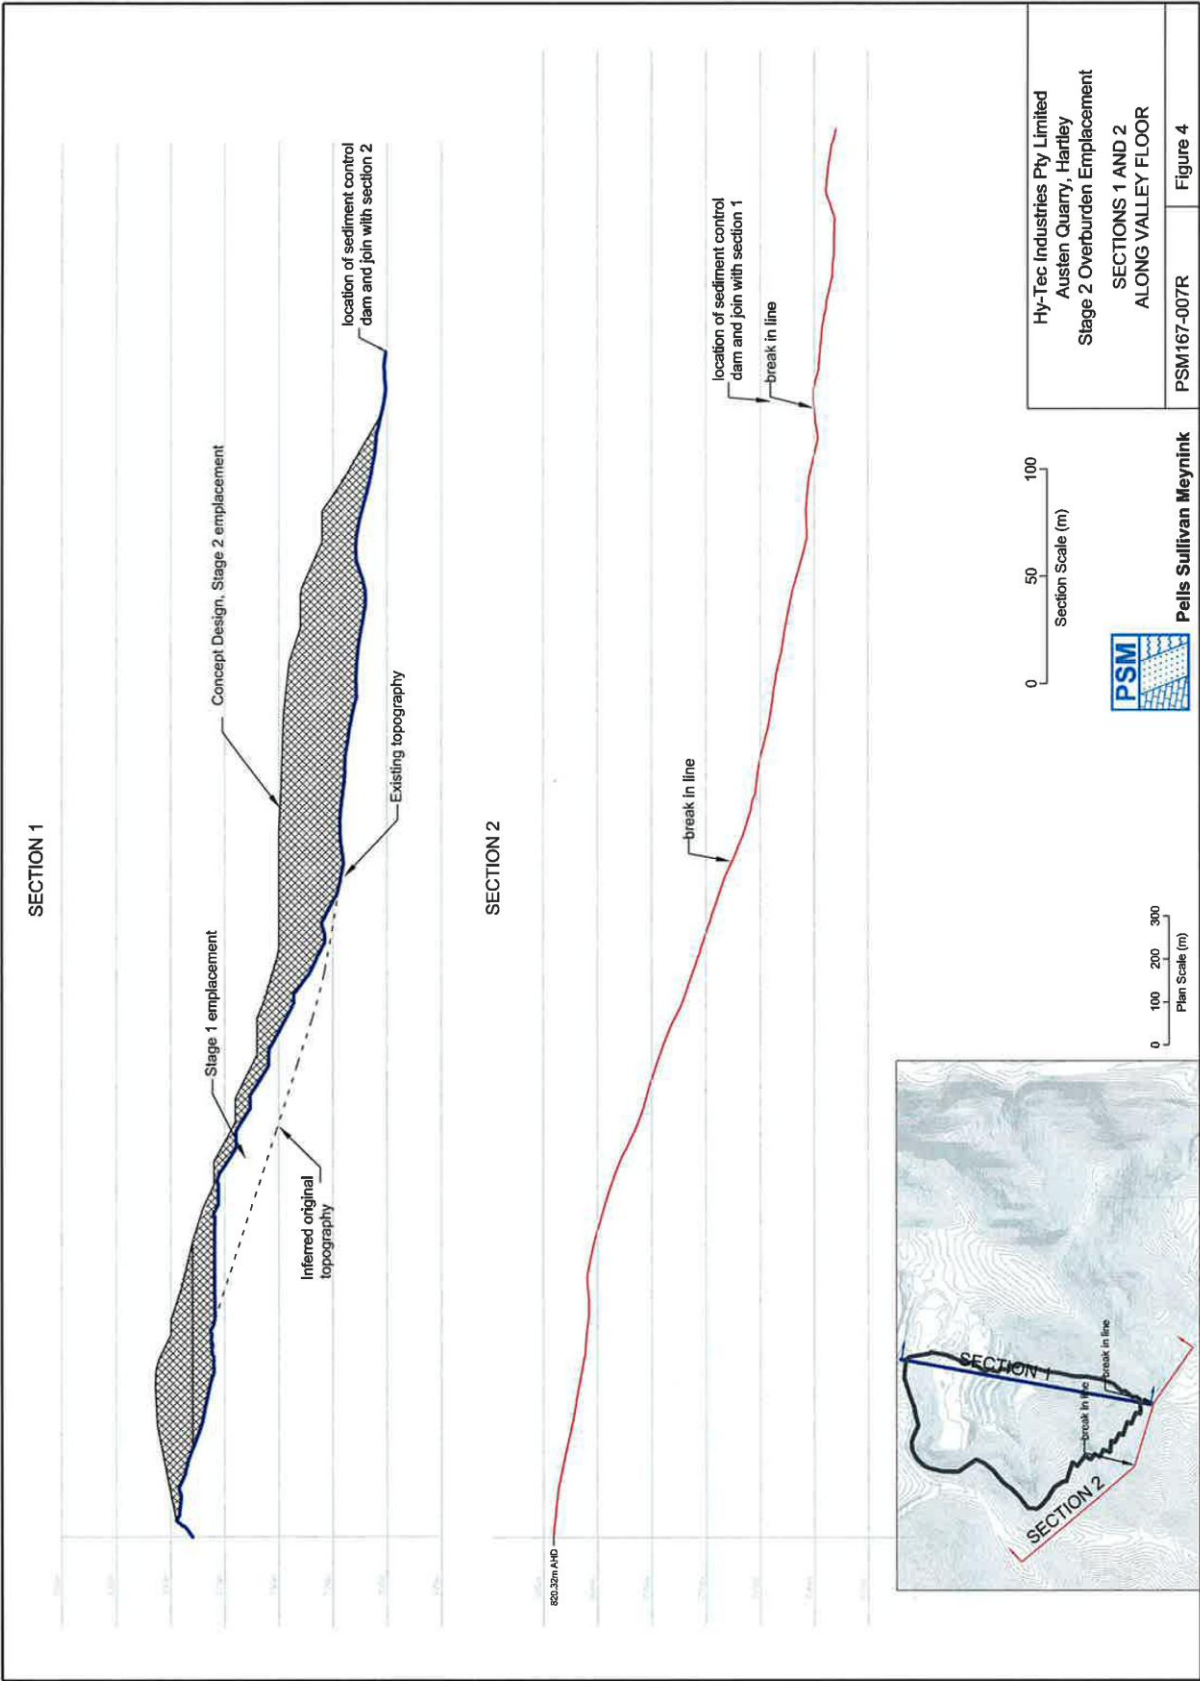 SECTION 1
Concept Design, Stage 2 emplacement
Stage 1 emplacement
location of sediment control
dam and join with section 2
Existing topography
Inferred original
topography
SECTION 2
820.32m AHD
break in line
location of sediment control
dam and join with section 1
break in line
SECTION 1
SECTION 2
break in line
break in line
0 100 200 300
Plan Scale (m)
0 50 100
Section Scale (m)
PSM
Pells Sullivan Meynink
Hy-Tec Industries Pty Limited
Austen Quarry, Hartley
Stage 2 Overburden Emplacement
SECTIONS 1 AND 2
ALONG VALLEY FLOOR
PSM167-007R
Figure 4